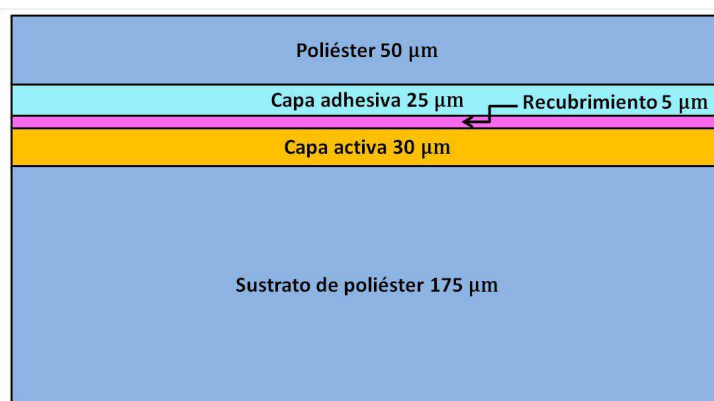 Poliéster 50 μm
Capa adhesiva 25 μm
Recubrimiento 5 μm
Capa activa 30 μm
Sustrato de poliéster 175 μm